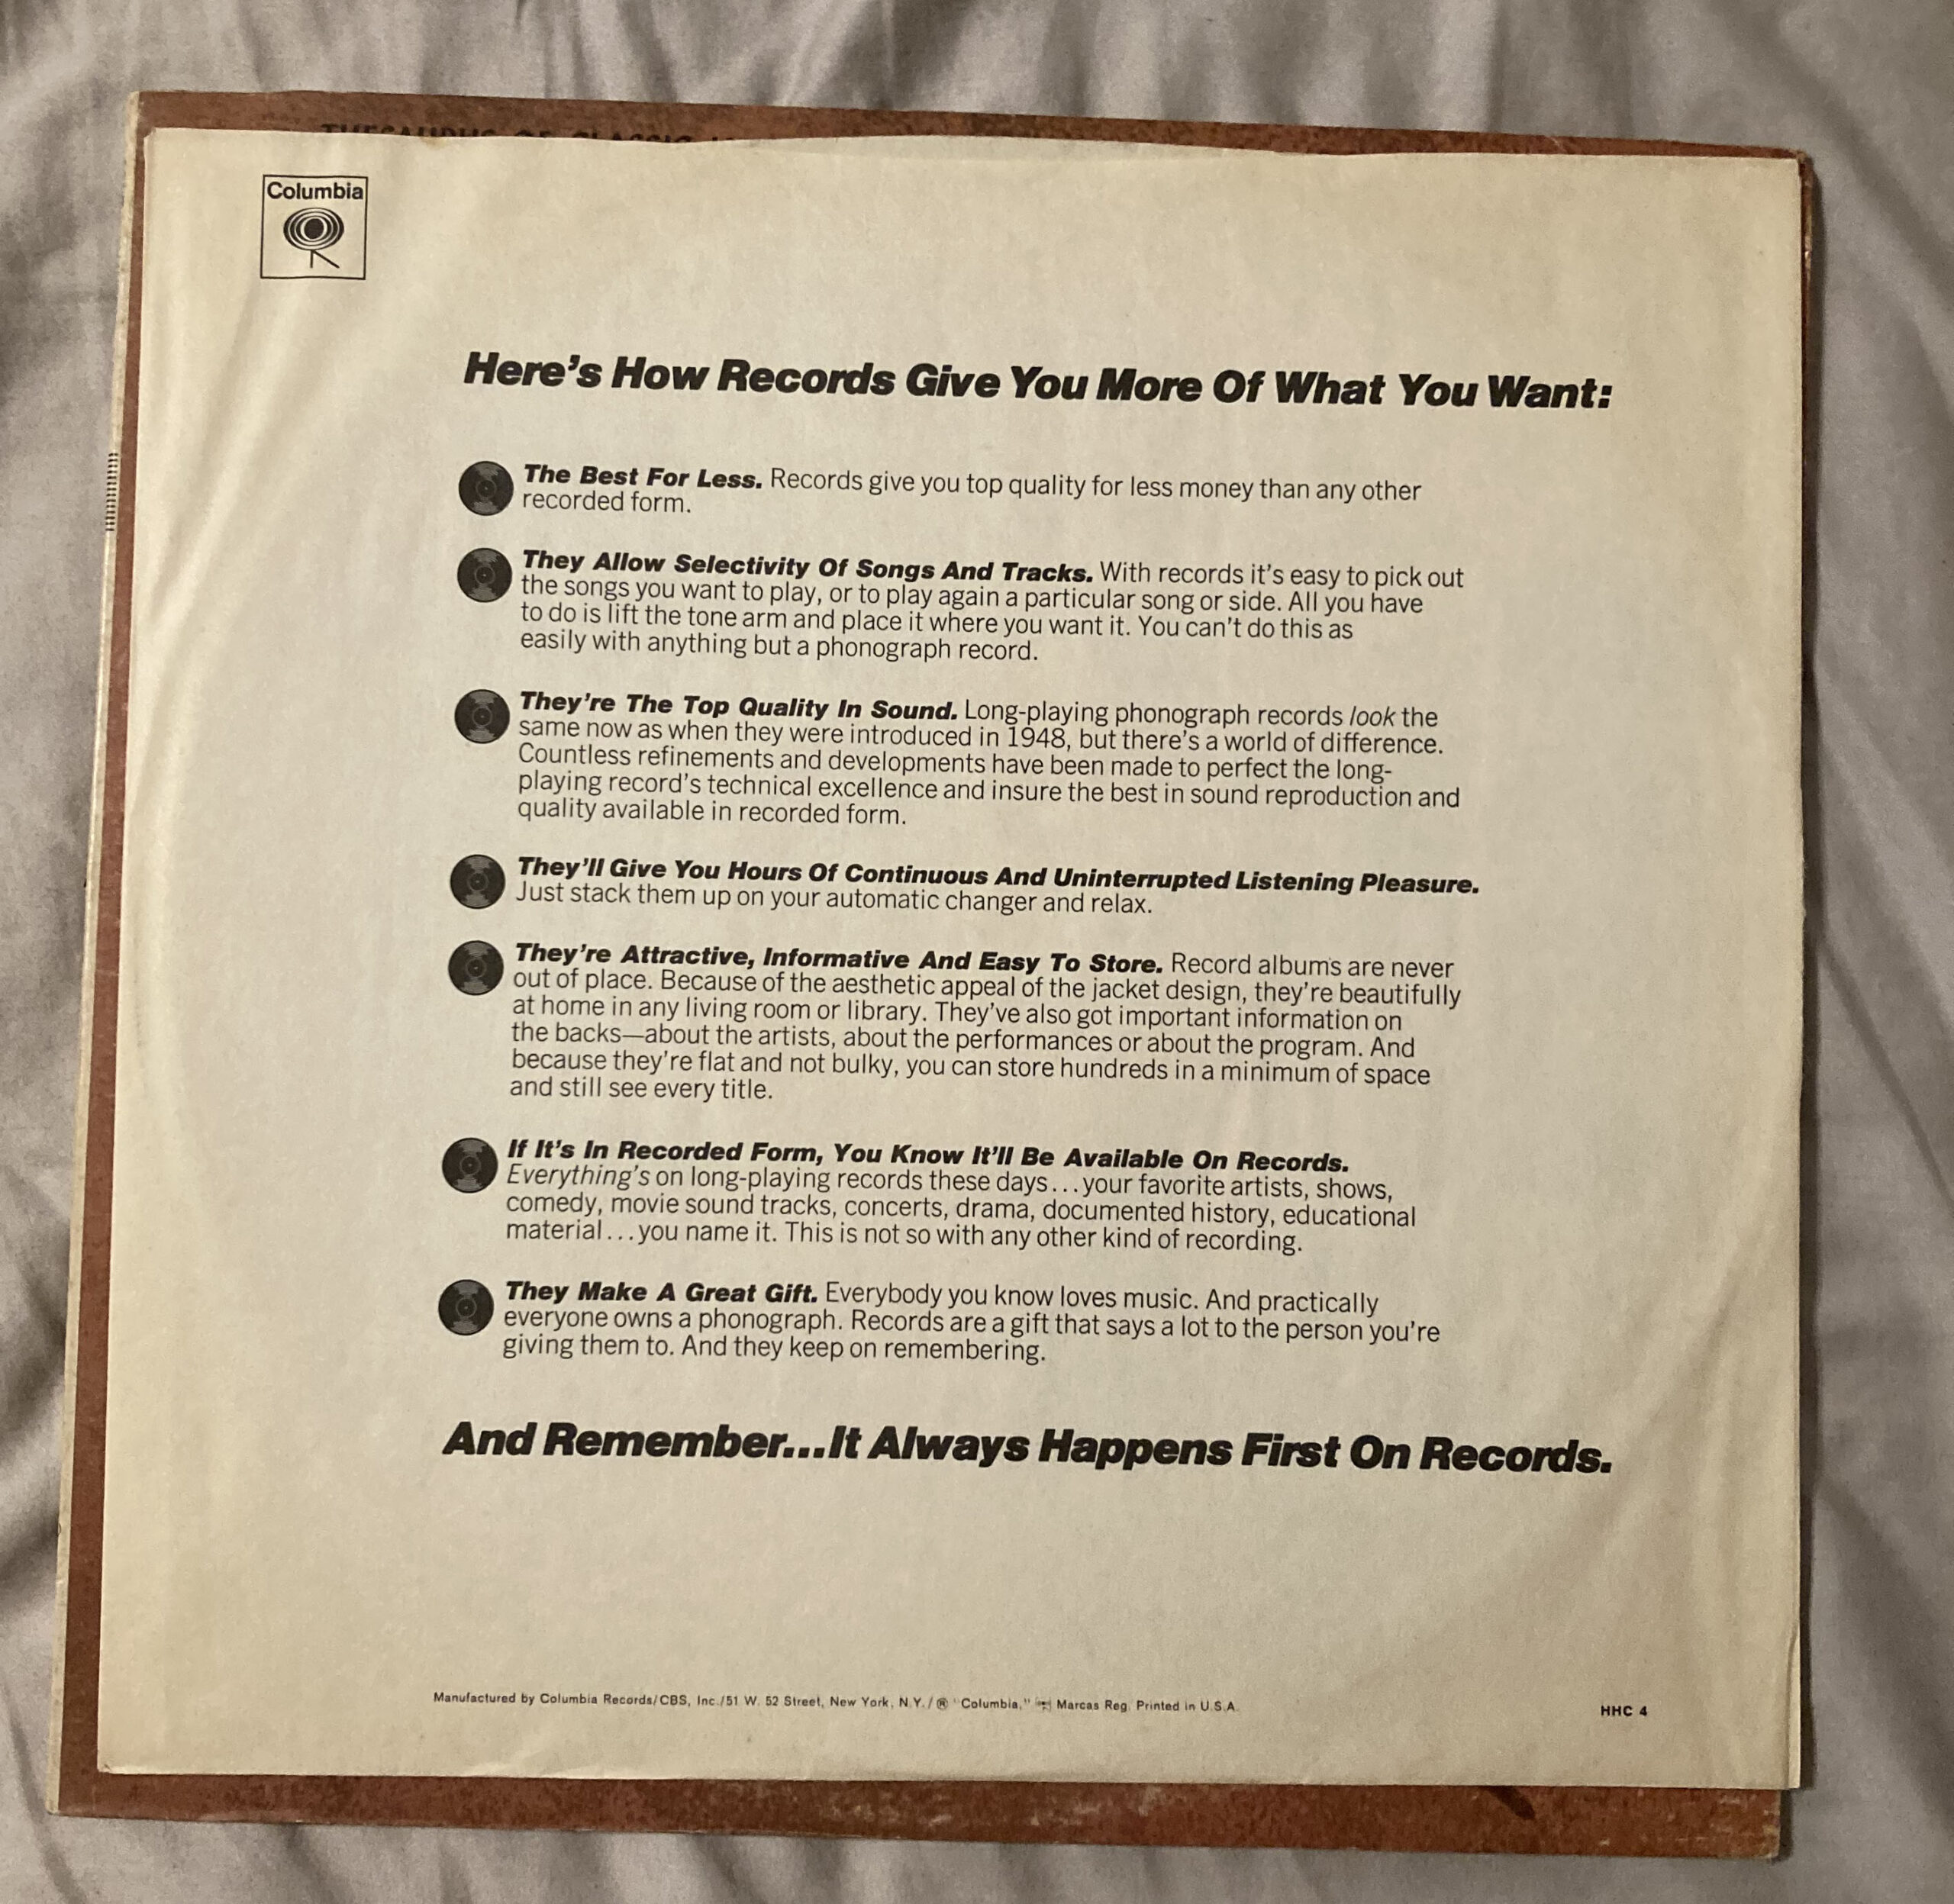 THESAURUS OF CLASSIC
Columbia
Here's How Records Give You More Of What You Want:
The Best For Less. Records give you top quality for less money than any other
recorded form.
They Allow Selectivity Of Songs And Tracks. With records it's easy to pick out
the songs you want to play, or to play again a particular song or side. All you have
to do is lift the tone arm and place it where you want it. You can't do this as
easily with anything but a phonograph record.
They're The Top Quality In Sound. Long-playing phonograph records look the
same now as when they were introduced in 1948, but there's a world of difference.
Countless refinements and developments have been made to perfect the long-
playing record's technical excellence and insure the best in sound reproduction and
quality available in recorded form.
They'll Give You Hours Of Continuous And Uninterrupted Listening Pleasure.
Just stack them up on your automatic changer and relax.
They're Attractive, Informative And Easy To Store. Record albums are never
out of place. Because of the aesthetic appeal of the jacket design, they're beautifully
at home in any living room or library. They've also got important information on
the backs—about the artists, about the performances or about the program. And
because they're flat and not bulky, you can store hundreds in a minimum of space
and still see every title.
If It's In Recorded Form, You Know It'll Be Available On Records.
Everything's on long-playing records these days...your favorite artists, shows,
comedy, movie sound tracks, concerts, drama, documented history, educational
material...you name it. This is not so with any other kind of recording.
They Make A Great Gift. Everybody you know loves music. And practically
everyone owns a phonograph. Records are a gift that says a lot to the person you're
giving them to. And they keep on remembering.
And Remember...It Always Happens First On Records.
Manufactured by Columbia Records/CBS, Inc./51 W. 52 Street, New York, N.Y./® "Columbia," Marcas Reg. Printed in U.S.A.
HHC 4